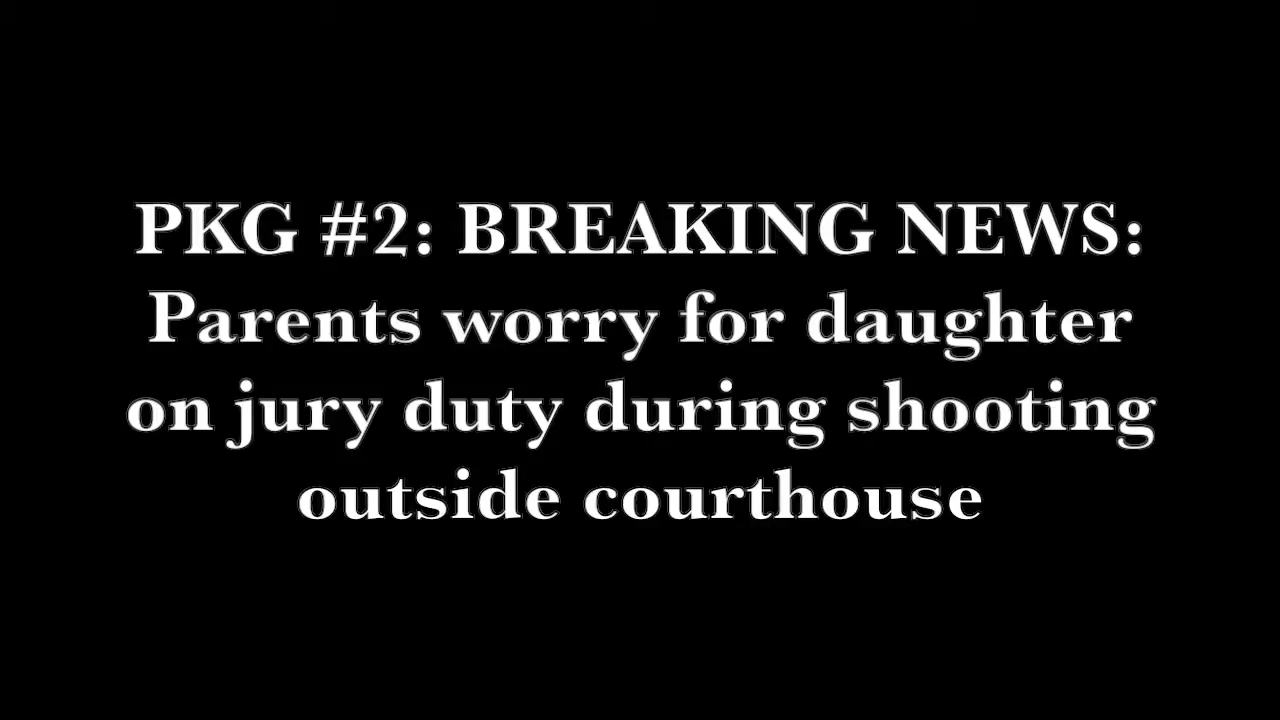 PKG #2: BREAKING NEWS:
Parents worry for daughter
on jury duty during shooting
outside courthouse